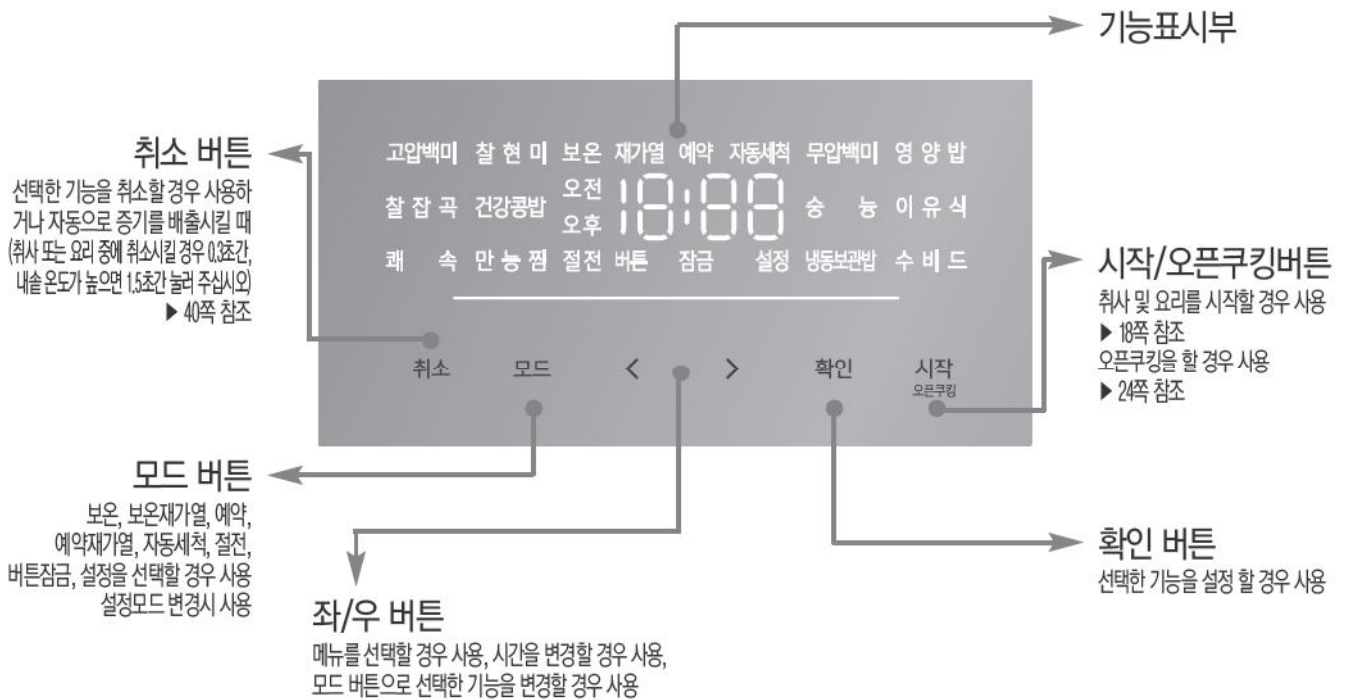 기능표시부
취소 버튼
선택한 기능을 취소할 경우 사용하
거나 자동으로 증기를 배출시킬 때
(취사 또는 요리 중에 취소시킬 경우 0.3초간,
내솥 온도가 높으면 1.5초간 눌러 주십시오)
▶ 40쪽 참조
고압백미 찰현미 보온 재가열 예약 자동세척 무압백미 영양밥
찰잡곡 건강콩밥 오전 오후 18:88 숭늉 이유식
쾌속 만능찜 절전 버튼 잠금 설정 냉동보관밥 수비드
취소 모드 < > 확인 시작
오픈쿠킹
시작/오픈쿠킹버튼
취사 및 요리를 시작할 경우 사용
▶ 18쪽 참조
오픈쿠킹을 할 경우 사용
▶ 24쪽 참조
모드 버튼
보온, 보온재가열, 예약,
예약재가열, 자동세척, 절전,
버튼잠금, 설정을 선택할 경우 사용
설정모드 변경시 사용
좌/우 버튼
메뉴를 선택할 경우 사용, 시간을 변경할 경우 사용,
모드 버튼으로 선택한 기능을 변경할 경우 사용
확인 버튼
선택한 기능을 설정 할 경우 사용